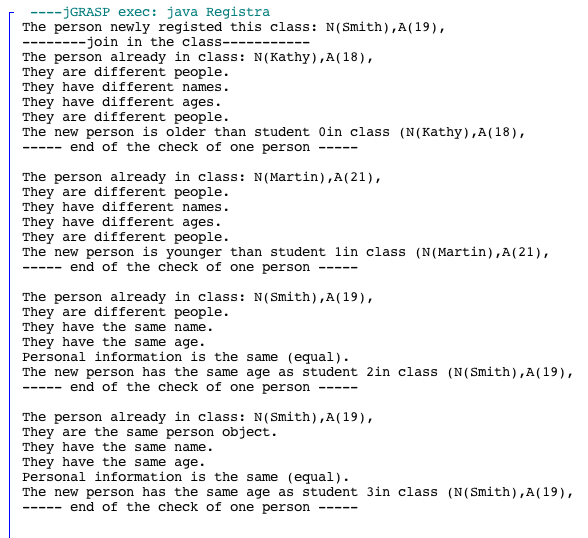 ----jGRASP exec: java Registra
The person newly registed this class: N(Smith),A(19),
--------join in the class-----------
The person already in class: N(Kathy),A(18),
They are different people.
They have different names.
They have different ages.
They are different people.
The new person is older than student 0in class (N(Kathy),A(18),
----- end of the check of one person -----
The person already in class: N(Martin),A(21),
They are different people.
They have different names.
They have different ages.
They are different people.
The new person is younger than student 1in class (N(Martin),A(21),
----- end of the check of one person -----
The person already in class: N(Smith),A(19),
They are different people.
They have the same name.
They have the same age.
Personal information is the same (equal).
The new person has the same age as student 2in class (N(Smith),A(19),
----- end of the check of one person -----
The person already in class: N(Smith),A(19),
They are the same person object.
They have the same name.
They have the same age.
Personal information is the same (equal).
The new person has the same age as student 3in class (N(Smith),A(19),
----- end of the check of one person -----